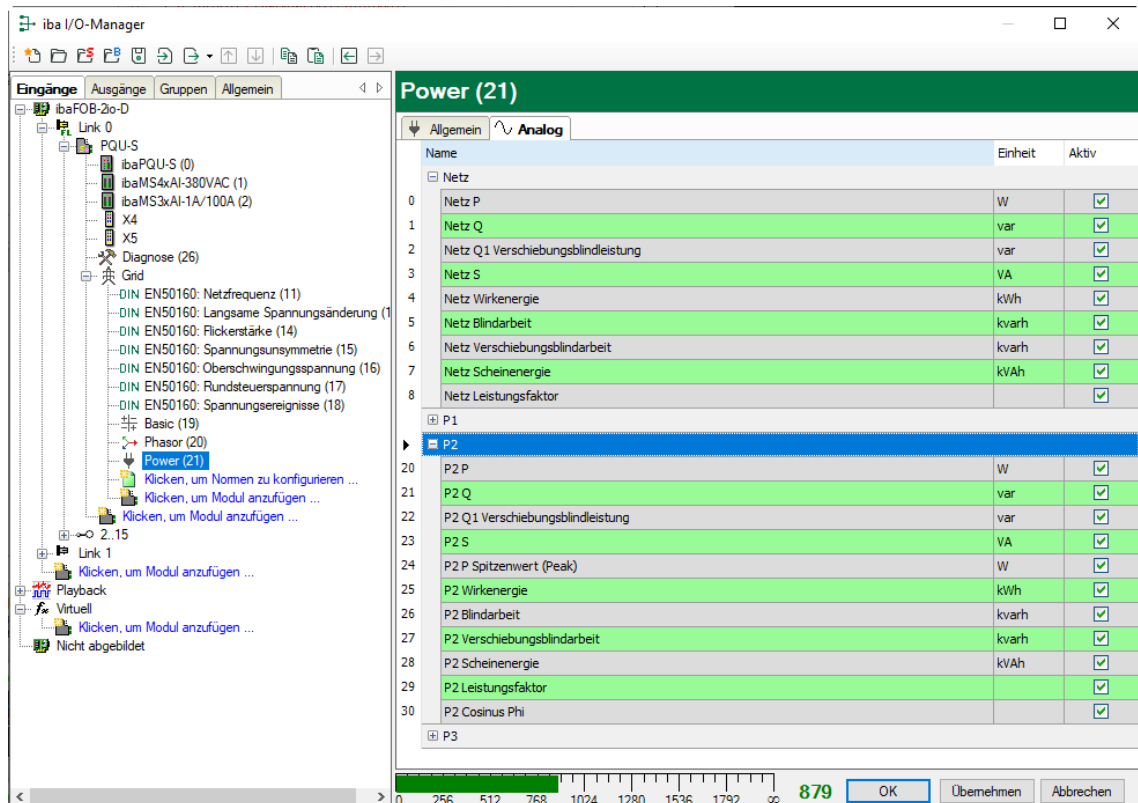 iba I/O-Manager
Eingänge Ausgänge Gruppen Allgemein
ibaFOB-2io-D
Link 0
PQU-S
ibaPQU-S (0)
ibaMS4xAI-380VAC (1)
ibaMS3xAI-1A/100A (2)
X4
X5
Diagnose (26)
Grid
DIN EN50160: Netzfrequenz (11)
DIN EN50160: Langsame Spannungsänderung (1
DIN EN50160: Flickerstärke (14)
DIN EN50160: Spannungsunsymmetrie (15)
DIN EN50160: Oberschwingungsspannung (16)
DIN EN50160: Rundsteuerspannung (17)
DIN EN50160: Spannungsereignisse (18)
Basic (19)
Phasor (20)
Power (21)
Klicken, um Normen zu konfigurieren ...
Klicken, um Modul anzufügen ...
Klicken, um Modul anzufügen ...
2..15
Link 1
Klicken, um Modul anzufügen ...
Playback
Virtuell
Klicken, um Modul anzufügen ...
Nicht abgebildet
Power (21)
Allgemein Analog
Name Einheit Aktiv
Netz
0 Netz P W
1 Netz Q var
2 Netz Q1 Verschiebungsblindleistung var
3 Netz S VA
4 Netz Wirkenergie kWh
5 Netz Blindarbeit kvarh
6 Netz Verschiebungsblindarbeit kvarh
7 Netz Scheinenergie kVAh
8 Netz Leistungsfaktor
P1
P2
20 P2 P W
21 P2 Q var
22 P2 Q1 Verschiebungsblindleistung var
23 P2 S VA
24 P2 P Spitzenwert (Peak) W
25 P2 Wirkenergie kWh
26 P2 Blindarbeit kvarh
27 P2 Verschiebungsblindarbeit kvarh
28 P2 Scheinenergie kVAh
29 P2 Leistungsfaktor
30 P2 Cosinus Phi
P3
0 256 512 768 1024 1280 1536 1792 ∞
879 OK Übernehmen Abbrechen